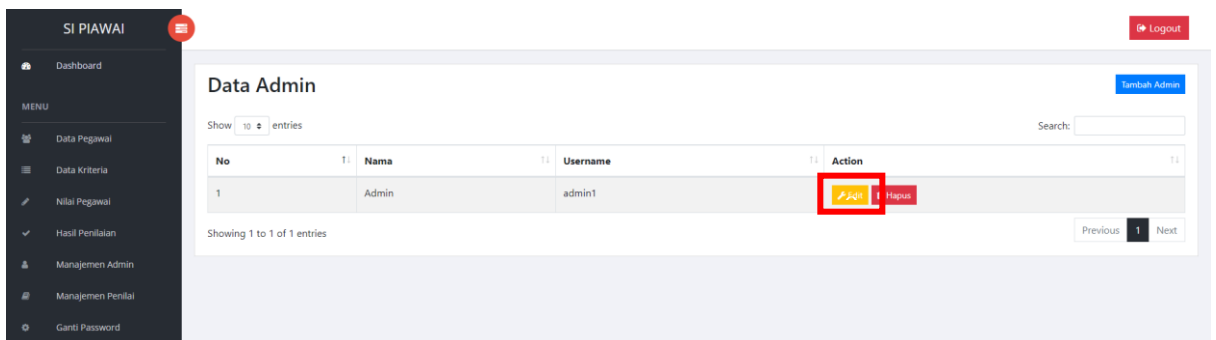 SI PIAWAI
Logout
Dashboard
MENU
Data Pegawai
Data Kriteria
Nilai Pegawai
Hasil Penilaian
Manajemen Admin
Manajemen Penilai
Ganti Password
Data Admin
Tambah Admin
Show 10 entries
Search:
No Nama Username Action
1 Admin admin1 Hapus
Showing 1 to 1 of 1 entries
Previous 1 Next